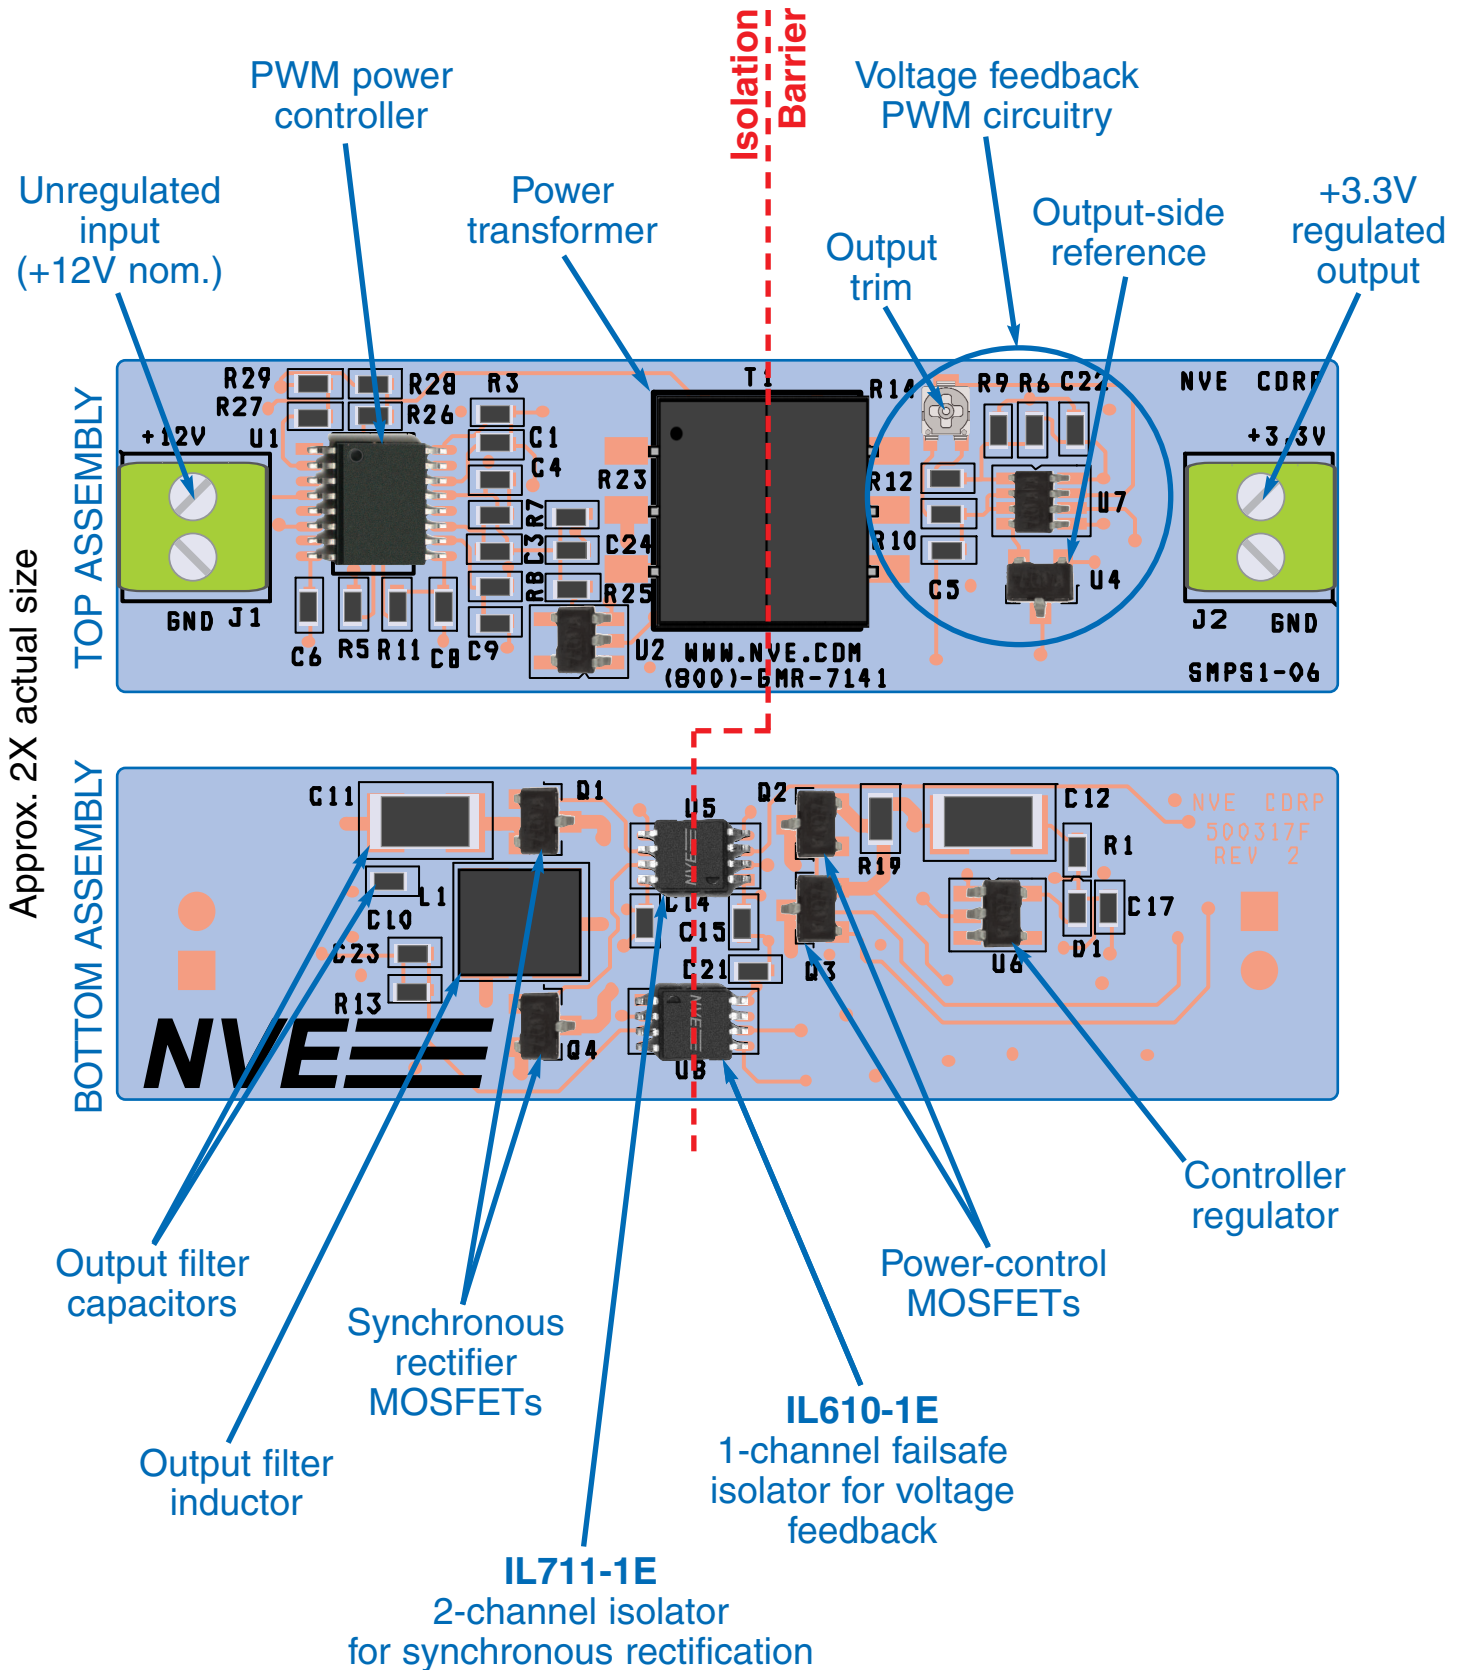 Isolation
Barrier
PWM power
controller
Voltage feedback
PWM circuitry
Unregulated
input
(+12V nom.)
Power
transformer
Output
trim
Output-side
reference
+3.3V
regulated
output
Approx. 2X actual size
TOP ASSEMBLY
R29
R28
R3
T1
R14
R9 R6 C22
NVE CORP
R27
R26
+12V
U1
C1
+3.3V
C4
R23
R12
R7
U7
C3
C24
R10
R8
R25
C5
U4
GND J1
J2 GND
C6
R5 R11 C8 C9
U2
WWW.NVE.COM
(800)-GMR-7141
SMPS1-06
BOTTOM ASSEMBLY
C11
Q1
U5
Q2
C12
NVE CORP
500317F
REV 2
NVE
R19
R1
L1
C10
C14
C15
C17
C23
C21
Q3
U6
D1
R13
NVE
NVE
Q4
U8
Controller
regulator
Output filter
capacitors
Power-control
MOSFETs
Synchronous
rectifier
MOSFETs
IL610-1E
1-channel failsafe
isolator for voltage
feedback
Output filter
inductor
IL711-1E
2-channel isolator
for synchronous rectification